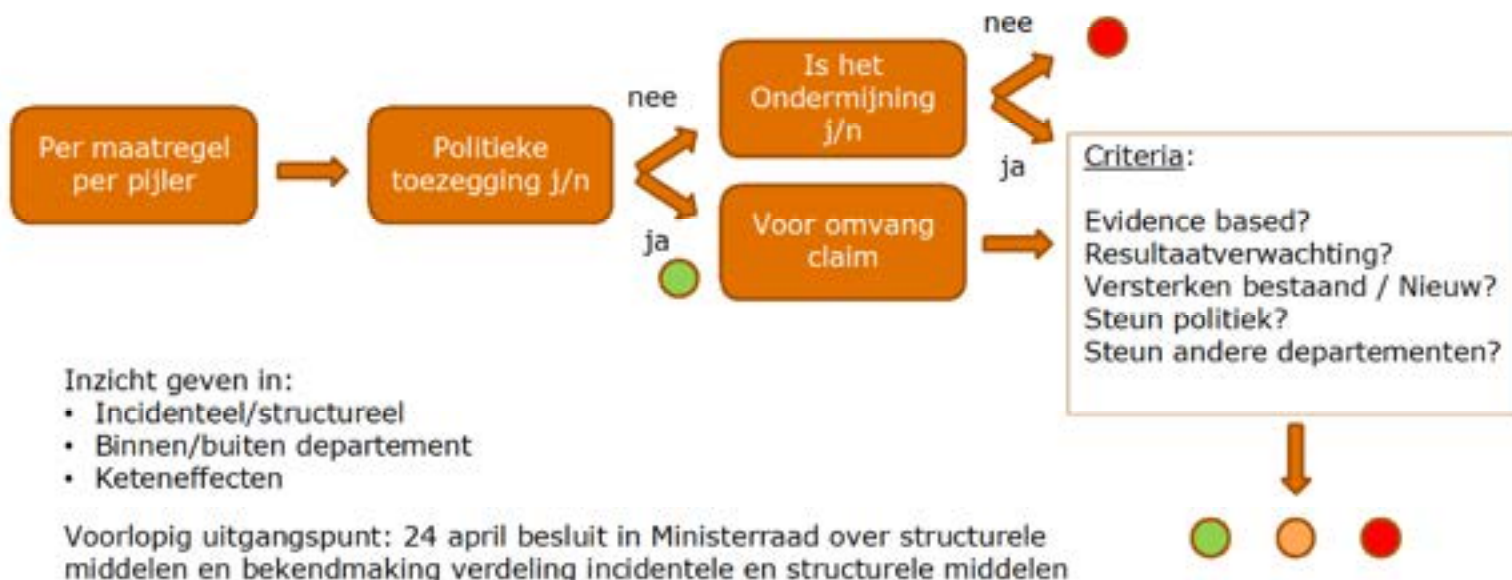 Per maatregel
per pijler
Politieke
toezegging j/n
nee
Is het
Ondermijning
j/n
nee
ja
ja
Voor omvang
claim
Criteria:
Evidence based?
Resultaatverwachting?
Versterken bestaand / Nieuw?
Steun politiek?
Steun andere departementen?
Inzicht geven in:
• Incidenteel/structureel
• Binnen/buiten departement
• Keteneffecten
Voorlopig uitgangspunt: 24 april besluit in Ministerraad over structurele
middelen en bekendmaking verdeling incidentele en structurele middelen